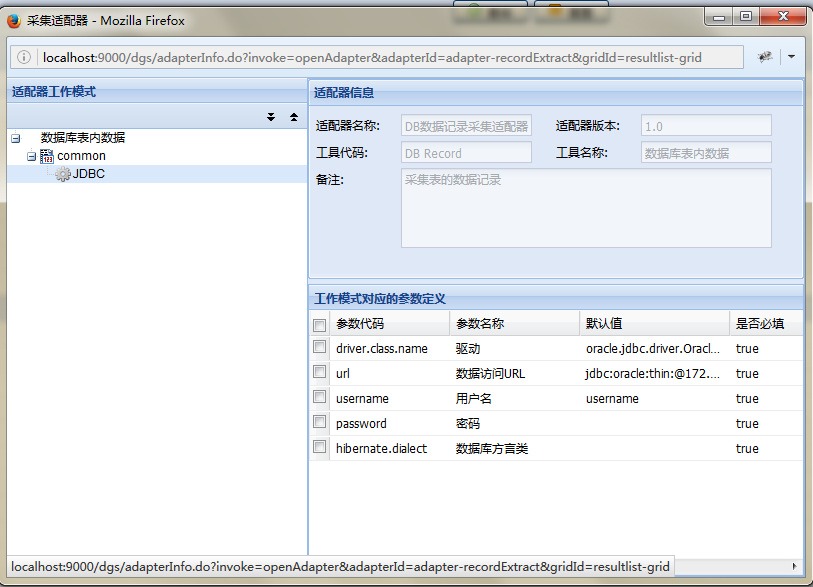 采集适配器 - Mozilla Firefox
localhost:9000/dgs/adapterInfo.do?invoke=openAdapter&adapterId=adapter-recordExtract&gridId=resultlist-grid
适配器工作模式
数据库表内数据
common
JDBC
适配器信息
适配器名称: DB数据记录采集适配器 适配器版本: 1.0
工具代码: DB Record 工具名称: 数据库表内数据
备注: 采集表的数据记录
工作模式对应的参数定义
参数代码 参数名称 默认值 是否必填
driver.class.name 驱动 oracle.jdbc.driver.Oracl... true
url 数据访问URL jdbc:oracle:thin:@172.... true
username 用户名 username true
password 密码 true
hibernate.dialect 数据库方言类 true
localhost:9000/dgs/adapterInfo.do?invoke=openAdapter&adapterId=adapter-recordExtract&gridId=resultlist-grid